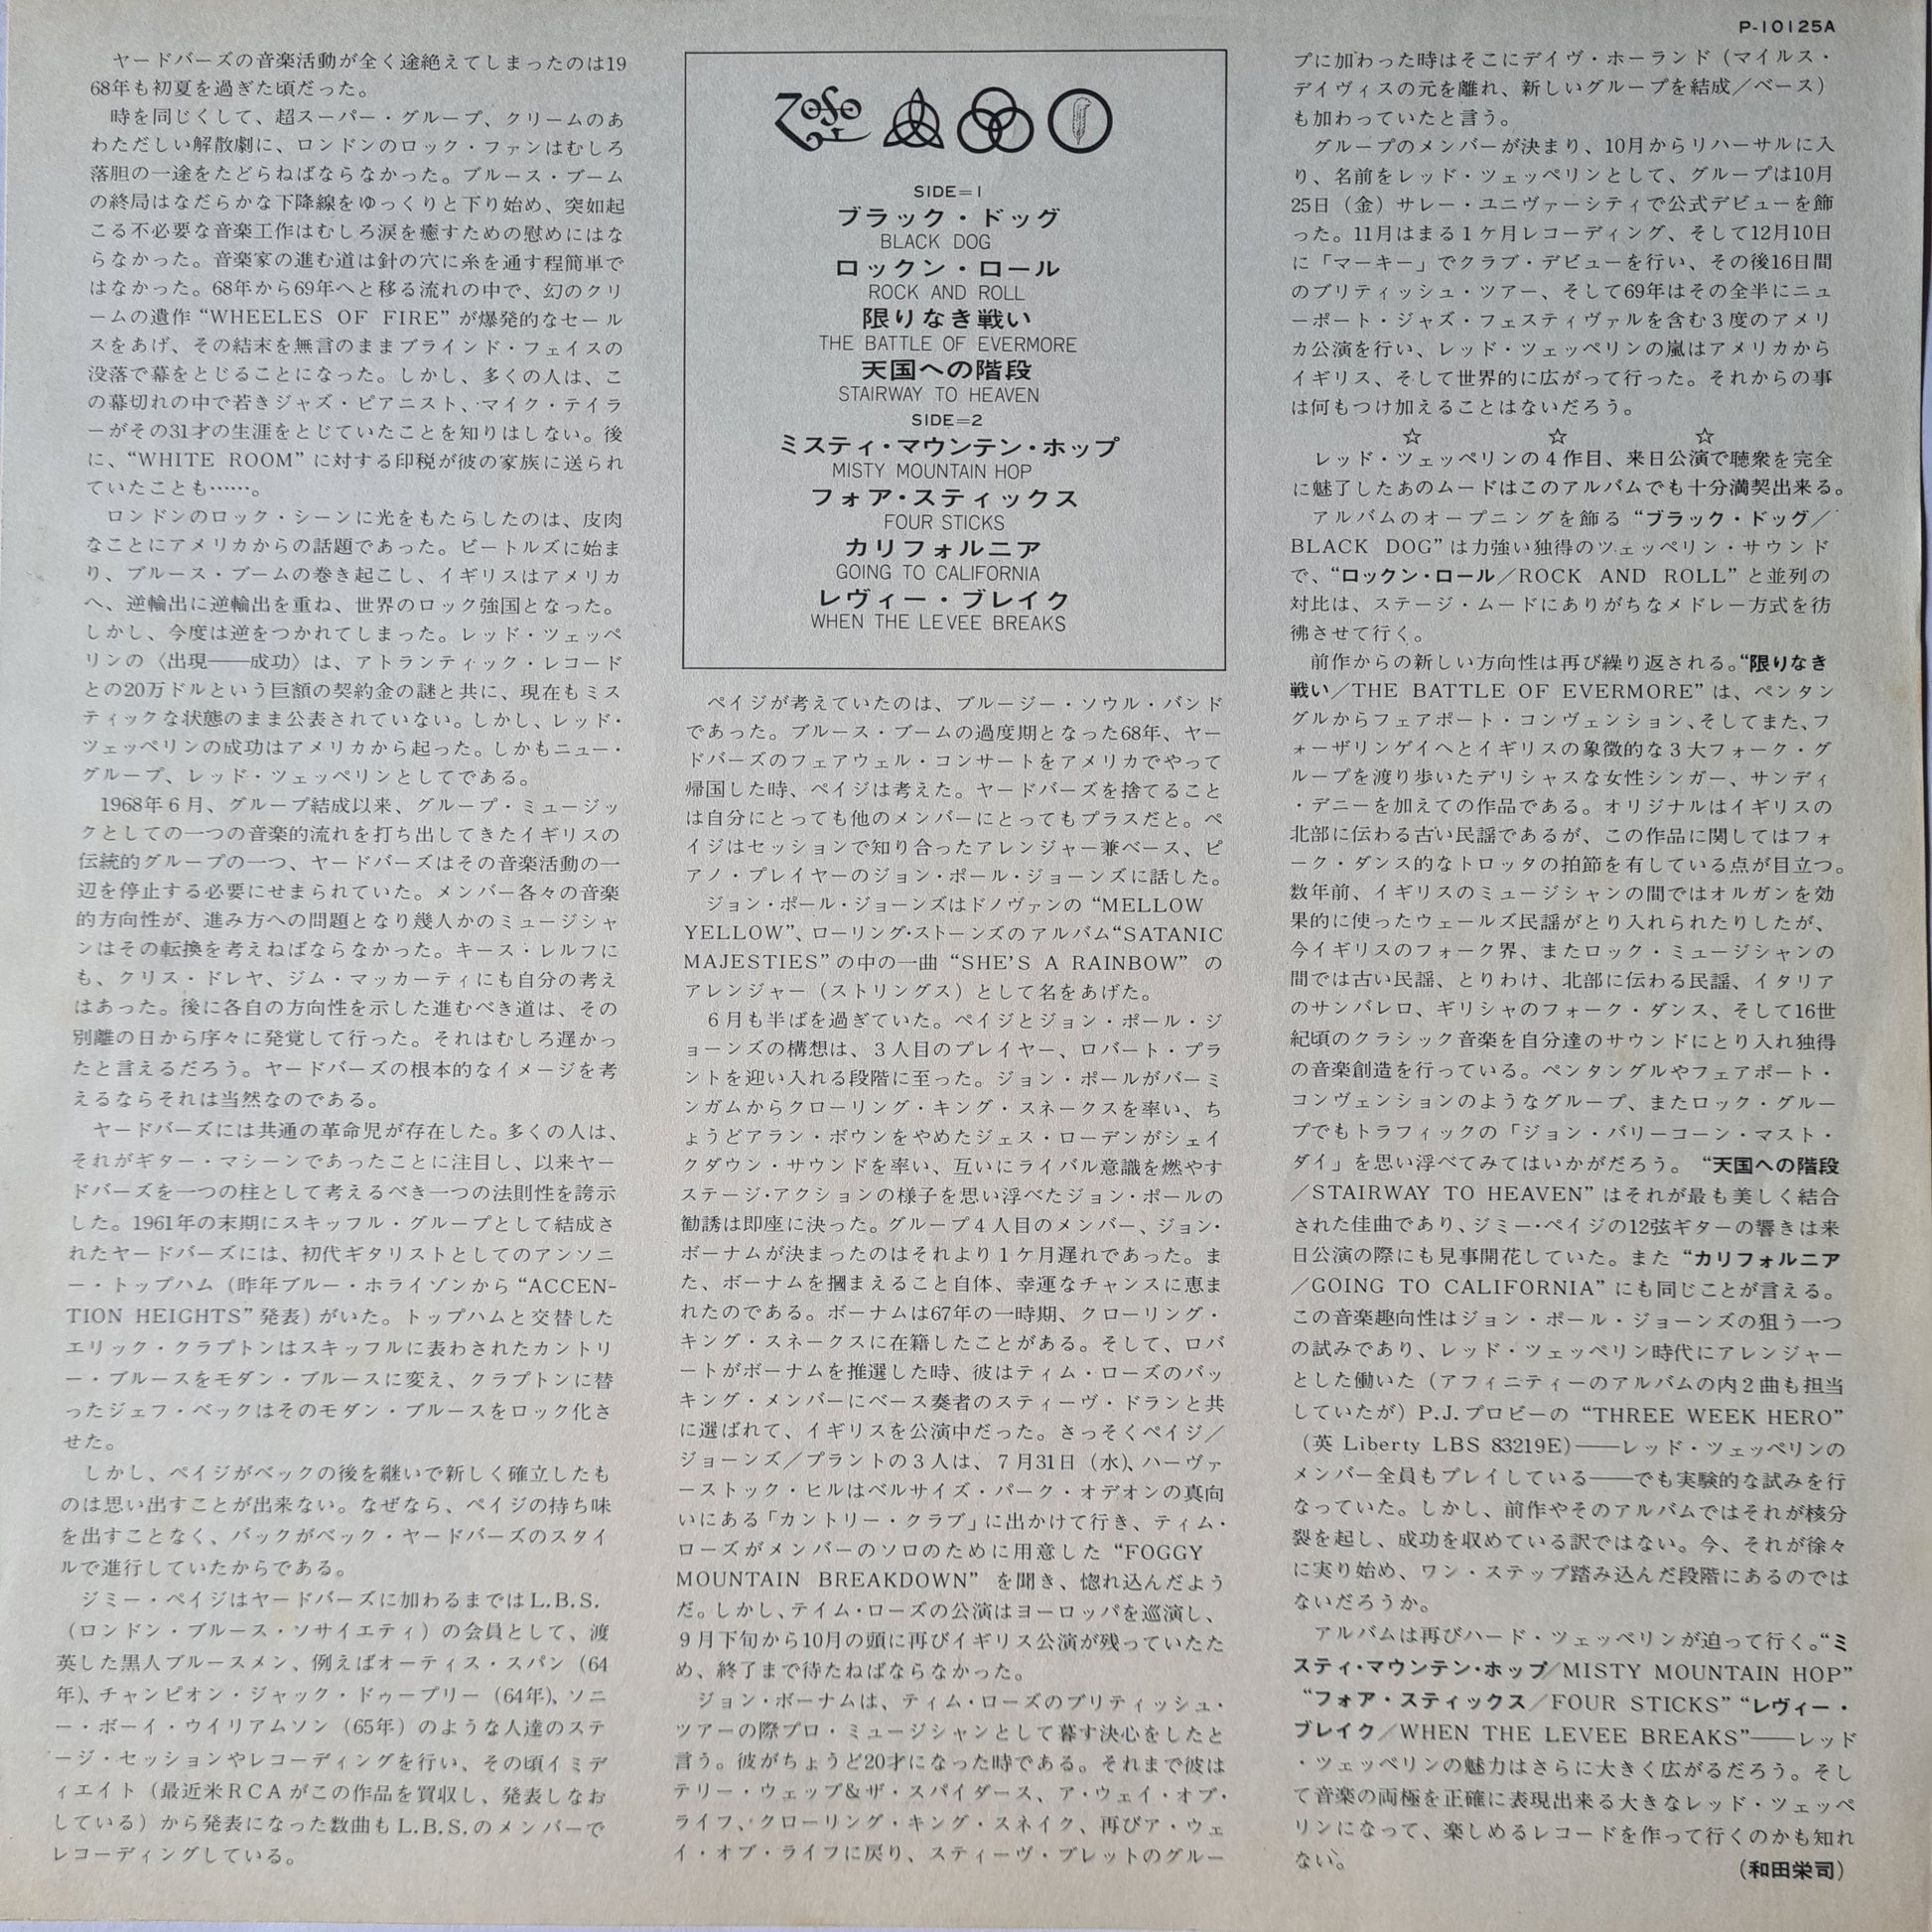 P-10125A
ヤードバーズの音楽活動が全く途絶えてしまったのは19
68年も初夏を過ぎた頃だった。
時を同じくして、超スーパー・グループ、クリームのあ
わただしい解散劇に、ロンドンのロック・ファンはむしろ
落胆の一途をたどらねばならなかった。ブルース・ブーム
の終局はなだらかな下降線をゆっくりと下り始め、突如起
こる不必要な音楽工作はむしろ涙を癒すための慰めにはな
らなかった。音楽家の進む道は針の穴に糸を通す程簡単で
はなかった。68年から69年へと移る流れの中で、幻のクリ
ームの遺作“WHEELES OF FIRE”が爆発的なセール
スをあげ、その結末を無言のままブラインド・フェイスの
没落で幕をとじることになった。しかし、多くの人は、こ
の幕切れの中で若きジャズ・ピアニスト、マイク・テイラ
ーがその31才の生涯をとじていたことを知りはしない。後
に、“WHITE ROOM”に対する印税が彼の家族に送られ
ていたことも……。
ロンドンのロック・シーンに光をもたらしたのは、皮肉
なことにアメリカからの話題であった。ビートルズに始ま
り、ブルース・ブームの巻き起こし、イギリスはアメリカ
へ、逆輸出に逆輸出を重ね、世界のロック強国となった。
しかし、今度は逆をつかれてしまった。レッド・ツェッペ
リンの〈出現――成功〉は、アトランティック・レコード
との20万ドルという巨額の契約金の謎と共に、現在もミス
ティックな状態のまま公表されていない。しかし、レッド・
ツェッペリンの成功はアメリカから起った。しかもニュー・
グループ、レッド・ツェッペリンとしてである。
1968年6月、グループ結成以来、グループ・ミュージッ
クとしての一つの音楽的流れを打ち出してきたイギリスの
伝統的グループの一つ、ヤードバーズはその音楽活動の一
辺を停止する必要にせまられていた。メンバー各々の音楽
的方向性が、進み方への問題となり幾人かのミュージシャ
ンはその転換を考えねばならなかった。キース・レルフに
も、クリス・ドレヤ、ジム・マッカーティにも自分の考え
はあった。後に各自の方向性を示した進むべき道は、その
別離の日から序々に発覚して行った。それはむしろ遅かっ
たと言えるだろう。ヤードバーズの根本的なイメージを考
えるならそれは当然なのである。
ヤードバーズには共通の革命児が存在した。多くの人は、
それがギター・マシーンであったことに注目し、以来ヤー
ドバーズを一つの柱として考えるべき一つの法則性を誇示
した。1961年の末期にスキッフル・グループとして結成さ
れたヤードバーズには、初代ギタリストとしてのアンソニ
ー・トップハム（昨年ブルー・ホライゾンから“ACCEN-
TION HEIGHTS”発表）がいた。トップハムと交替した
エリック・クラプトンはスキッフルに表わされたカントリ
ー・ブルースをモダン・ブルースに変え、クラプトンに替
ったジェフ・ベックはそのモダン・ブルースをロック化さ
せた。
しかし、ペイジがベックの後を継いで新しく確立したも
のは思い出すことが出来ない。なぜなら、ペイジの持ち味
を出すことなく、バックがベック・ヤードバーズのスタイ
ルで進行していたからである。
ジミー・ペイジはヤードバーズに加わるまではL.B.S.
（ロンドン・ブルース・ソサイエティ）の会員として、渡
英した黒人ブルースメン、例えばオーティス・スパン（64
年）、チャンピオン・ジャック・ドゥープリー（64年）、ソニ
ー・ボーイ・ウイリアムソン（65年）のような人達のステ
ージ・セッションやレコーディングを行い、その頃イミデ
ィエイト（最近米RCAがこの作品を買収し、発表しなお
している）から発表になった数曲もL.B.S.のメンバーで
レコーディングしている。
ZOSO
SIDE=1
ブラック・ドッグ
BLACK DOG
ロックン・ロール
ROCK AND ROLL
限りなき戦い
THE BATTLE OF EVERMORE
天国への階段
STAIRWAY TO HEAVEN
SIDE=2
ミスティ・マウンテン・ホップ
MISTY MOUNTAIN HOP
フォア・スティックス
FOUR STICKS
カリフォルニア
GOING TO CALIFORNIA
レヴィー・ブレイク
WHEN THE LEVEE BREAKS
ペイジが考えていたのは、ブルージー・ソウル・バンド
であった。ブルース・ブームの過度期となった68年、ヤー
ドバーズのフェアウェル・コンサートをアメリカでやって
帰国した時、ペイジは考えた。ヤードバーズを捨てること
は自分にとっても他のメンバーにとってもプラスだと。ペ
イジはセッションで知り合ったアレンジャー兼ベース、ピ
アノ・プレイヤーのジョン・ポール・ジョーンズに話した。
ジョン・ポール・ジョーンズはドノヴァンの“MELLOW
YELLOW”、ローリング・ストーンズのアルバム“SATANIC
MAJESTIES”の中の一曲“SHE'S A RAINBOW”の
アレンジャー（ストリングス）として名をあげた。
6月も半ばを過ぎていた。ペイジとジョン・ポール・ジ
ョーンズの構想は、3人目のプレイヤー、ロバート・プラ
ントを迎い入れる段階に至った。ジョン・ポールがバーミ
ンガムからクローリング・キング・スネークスを率い、ち
ょうどアラン・ボウンをやめたジェス・ローデンがシェイ
クダウン・サウンドを率い、互いにライバル意識を燃やす
ステージ・アクションの様子を思い浮べたジョン・ポールの
勧誘は即座に決った。グループ4人目のメンバー、ジョン・
ボーナムが決まったのはそれより1ケ月遅れであった。ま
た、ボーナムを摑まえること自体、幸運なチャンスに恵ま
れたのである。ボーナムは67年の一時期、クローリング・
キング・スネークスに在籍したことがある。そして、ロバ
ートがボーナムを推選した時、彼はティム・ローズのバッ
キング・メンバーにベース奏者のスティーヴ・ドランと共
に選ばれて、イギリスを公演中だった。さっそくペイジ／
ジョーンズ／プラントの3人は、7月31日（水）、ハーヴァ
ーストック・ヒルはベルサイズ・パーク・オデオンの真向
いにある「カントリー・クラブ」に出かけて行き、ティム・
ローズがメンバーのソロのために用意した“FOGGY
MOUNTAIN BREAKDOWN”を聞き、惚れ込んだよう
だ。しかし、テイム・ローズの公演はヨーロッパを巡演し、
9月下旬から10月の頭に再びイギリス公演が残っていたた
め、終了まで待たねばならなかった。
ジョン・ボーナムは、ティム・ローズのブリティッシュ・
ツアーの際プロ・ミュージシャンとして暮す決心をしたと
言う。彼がちょうど20才になった時である。それまで彼は
テリー・ウェッブ&ザ・スパイダース、ア・ウェイ・オブ・
ライフ、クローリング・キング・スネイク、再びア・ウェ
イ・オブ・ライフに戻り、スティーヴ・ブレットのグルー
プに加わった時はそこにデイヴ・ホーランド（マイルス・
デイヴィスの元を離れ、新しいグループを結成／ベース）
も加わっていたと言う。
グループのメンバーが決まり、10月からリハーサルに入
り、名前をレッド・ツェッペリンとして、グループは10月
25日（金）サレー・ユニヴァーシティで公式デビューを飾
った。11月はまる1ケ月レコーディング、そして12月10日
に「マーキー」でクラブ・デビューを行い、その後16日間
のブリティッシュ・ツアー、そして69年はその全半にニュ
ーポート・ジャズ・フェスティヴァルを含む3度のアメリ
カ公演を行い、レッド・ツェッペリンの嵐はアメリカから
イギリス、そして世界的に広がって行った。それからの事
は何もつけ加えることはないだろう。
☆ ☆ ☆
レッド・ツェッペリンの4作目、来日公演で聴衆を完全
に魅了したあのムードはこのアルバムでも十分満契出来る。
アルバムのオープニングを飾る“ブラック・ドッグ／
BLACK DOG”は力強い独得のツェッペリン・サウンド
で、“ロックン・ロール／ROCK AND ROLL”と並列の
対比は、ステージ・ムードにありがちなメドレー方式を彷
彿させて行く。
前作からの新しい方向性は再び繰り返される。“限りなき
戦い／THE BATTLE OF EVERMORE”は、ペンタン
グルからフェアポート・コンヴェンション、そしてまた、フ
ォーザリンゲイへとイギリスの象徴的な3大フォーク・グ
ループを渡り歩いたデリシャスな女性シンガー、サンディ
・デニーを加えての作品である。オリジナルはイギリスの
北部に伝わる古い民謡であるが、この作品に関してはフォ
ーク・ダンス的なトロッタの拍節を有している点が目立つ。
数年前、イギリスのミュージシャンの間ではオルガンを効
果的に使ったウェールズ民謡がとり入れられたりしたが、
今イギリスのフォーク界、またロック・ミュージシャンの
間では古い民謡、とりわけ、北部に伝わる民謡、イタリア
のサンバレロ、ギリシャのフォーク・ダンス、そして16世
紀頃のクラシック音楽を自分達のサウンドにとり入れ独得
の音楽創造を行っている。ペンタングルやフェアポート・
コンヴェンションのようなグループ、またロック・グルー
プでもトラフィックの「ジョン・バリーコーン・マスト・
ダイ」を思い浮べてみてはいかがだろう。“天国への階段
／STAIRWAY TO HEAVEN”はそれが最も美しく結合
された佳曲であり、ジミー・ペイジの12弦ギターの響きは来
日公演の際にも見事開花していた。また“カリフォルニア
／GOING TO CALIFORNIA”にも同じことが言える。
この音楽趣向性はジョン・ポール・ジョーンズの狙う一つ
の試みであり、レッド・ツェッペリン時代にアレンジャー
とした働いた（アフィニティーのアルバムの内2曲も担当
していたが）P.J.プロビーの“THREE WEEK HERO”
（英 Liberty LBS 83219E）――レッド・ツェッペリンの
メンバー全員もプレイしている――でも実験的な試みを行
なっていた。しかし、前作やそのアルバムではそれが核分
裂を起し、成功を収めている訳ではない。今、それが徐々
に実り始め、ワン・ステップ踏み込んだ段階にあるのでは
ないだろうか。
アルバムは再びハード・ツェッペリンが迫って行く。“ミ
スティ・マウンテン・ホップ／MISTY MOUNTAIN HOP”
“フォア・スティックス／FOUR STICKS”“レヴィー・
ブレイク／WHEN THE LEVEE BREAKS”――レッド
・ツェッペリンの魅力はさらに大きく広がるだろう。そし
て音楽の両極を正確に表現出来る大きなレッド・ツェッペ
リンになって、楽しめるレコードを作って行くのかも知れ
ない。
（和田栄司）